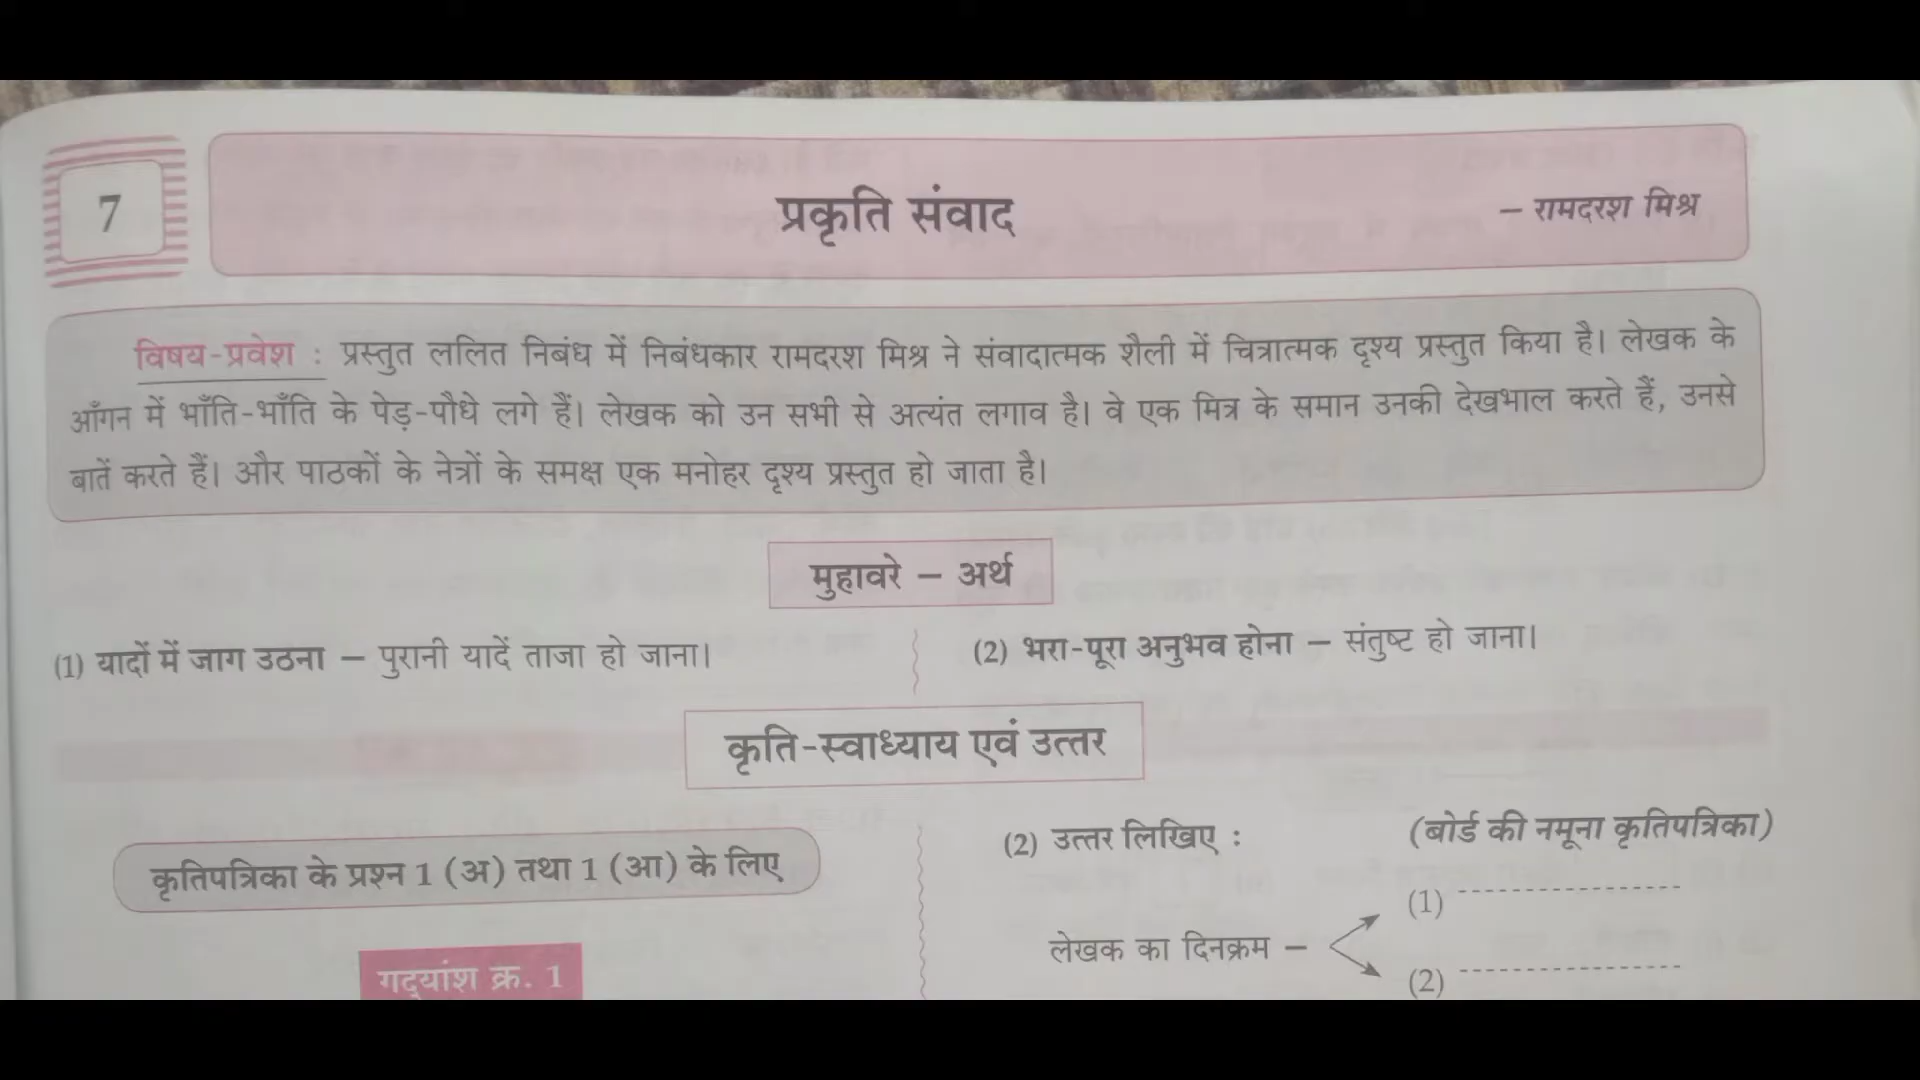 7
प्रकृति संवाद
– रामदरश मिश्र
विषय-प्रवेश : प्रस्तुत ललित निबंध में निबंधकार रामदरश मिश्र ने संवादात्मक शैली में चित्रात्मक दृश्य प्रस्तुत किया है। लेखक के
आँगन में भाँति-भाँति के पेड़-पौधे लगे हैं। लेखक को उन सभी से अत्यंत लगाव है। वे एक मित्र के समान उनकी देखभाल करते हैं, उनसे
बातें करते हैं। और पाठकों के नेत्रों के समक्ष एक मनोहर दृश्य प्रस्तुत हो जाता है।
मुहावरे – अर्थ
(1) यादों में जाग उठना – पुरानी यादें ताजा हो जाना।
(2) भरा-पूरा अनुभव होना – संतुष्ट हो जाना।
कृति-स्वाध्याय एवं उत्तर
कृतिपत्रिका के प्रश्न 1 (अ) तथा 1 (आ) के लिए
गद्‌यांश क्र. 1
(2) उत्तर लिखिए : (बोर्ड की नमूना कृतिपत्रिका)
(1) ---------------------
लेखक का दिनक्रम –
(2) ---------------------